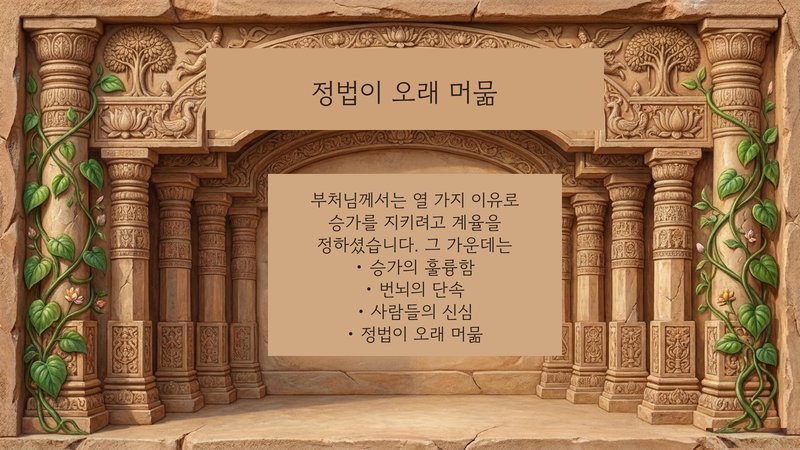 정법이 오래 머묾
부처님께서는 열 가지 이유로
승가를 지키려고 계율을
정하셨습니다. 그 가운데는
• 승가의 훌륭함
• 번뇌의 단속
• 사람들의 신심
• 정법이 오래 머묾